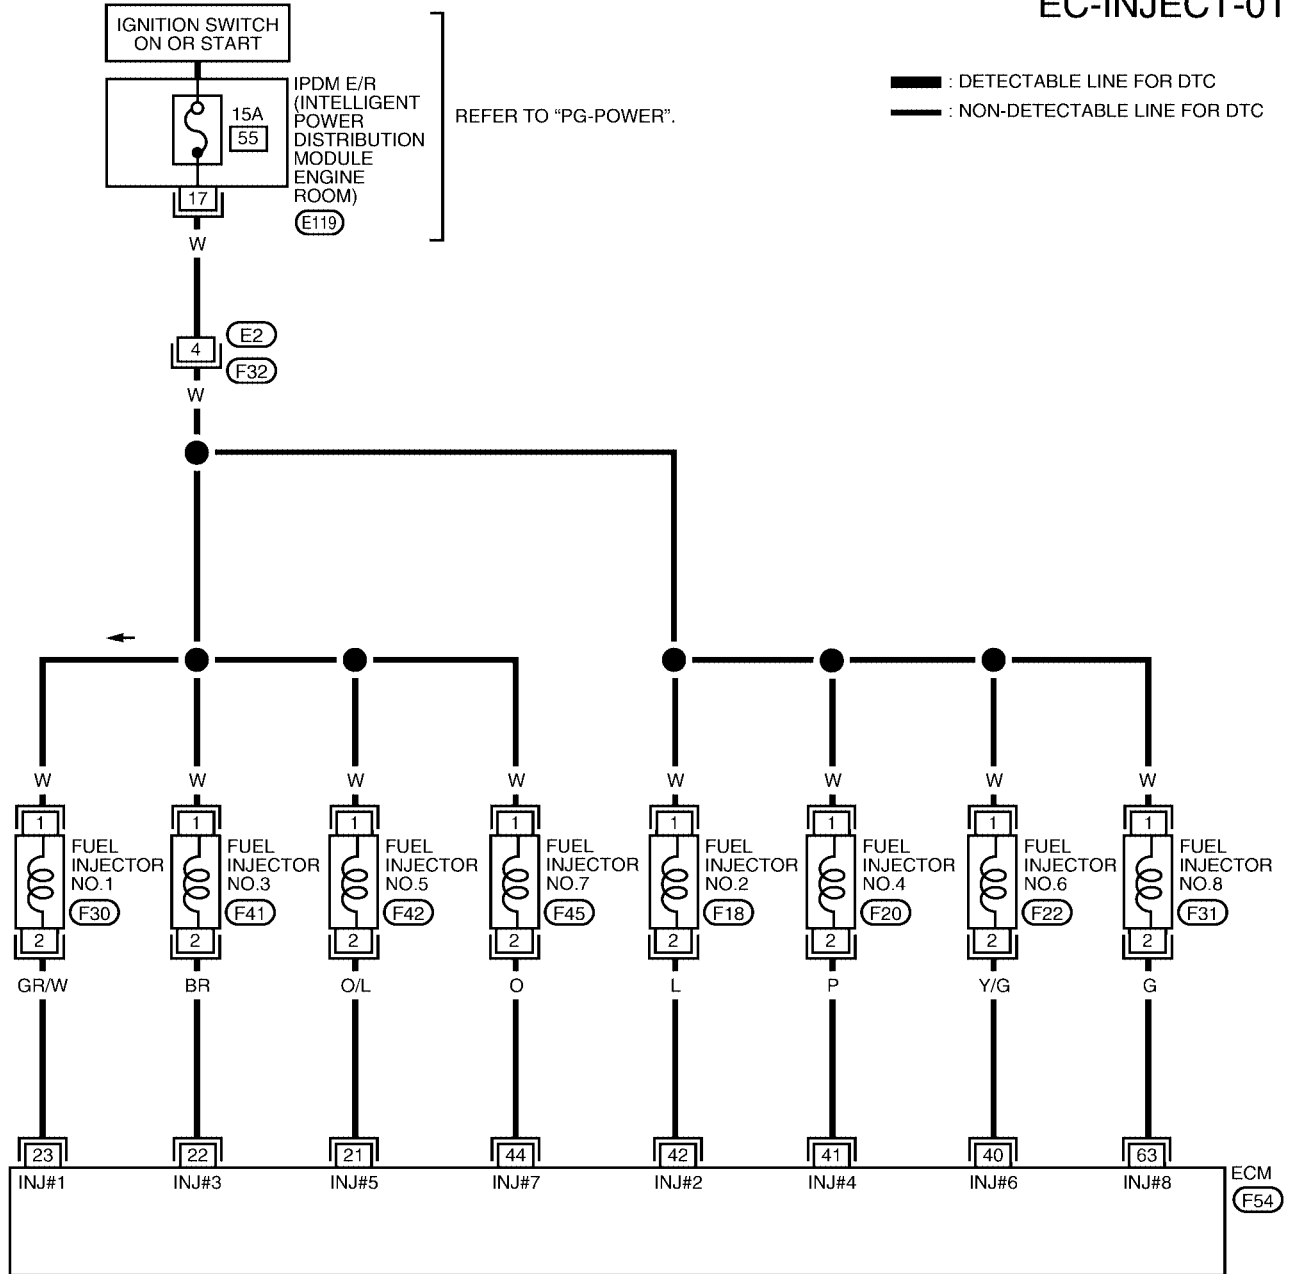 EC-INJECT-01
IGNITION SWITCH
ON OR START
IPDM E/R
(INTELLIGENT
POWER
DISTRIBUTION
MODULE
ENGINE
ROOM)
E119
15A
55
17
REFER TO “PG-POWER”.
: DETECTABLE LINE FOR DTC
: NON-DETECTABLE LINE FOR DTC
W
4
E2
F32
W
W W W W W W W W
1 1 1 1 1 1 1 1
FUEL
INJECTOR
NO.1
F30
FUEL
INJECTOR
NO.3
F41
FUEL
INJECTOR
NO.5
F42
FUEL
INJECTOR
NO.7
F45
FUEL
INJECTOR
NO.2
F18
FUEL
INJECTOR
NO.4
F20
FUEL
INJECTOR
NO.6
F22
FUEL
INJECTOR
NO.8
F31
2 2 2 2 2 2 2 2
GR/W BR O/L O L P Y/G G
23 22 21 44 42 41 40 63
INJ#1 INJ#3 INJ#5 INJ#7 INJ#2 INJ#4 INJ#6 INJ#8
ECM
F54